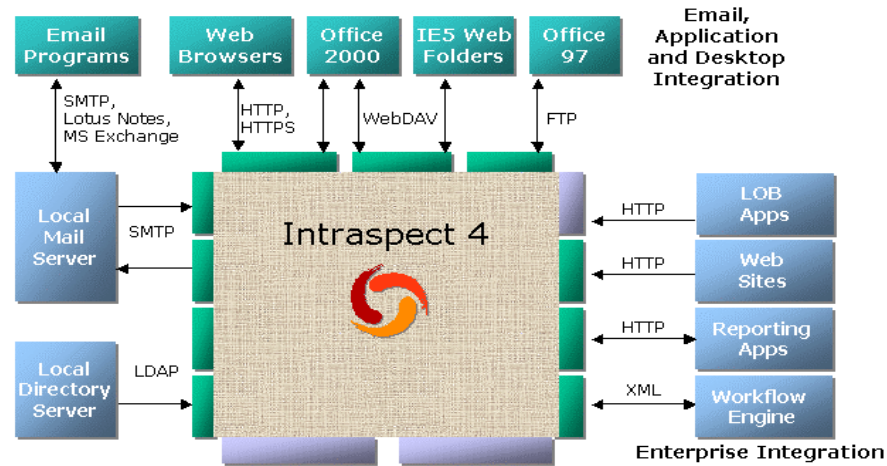 Email
Programs
Web
Browsers
Office
2000
IE5 Web
Folders
Office
97
Email,
Application
and Desktop
Integration
SMTP,
Lotus Notes,
MS Exchange
HTTP,
HTTPS
WebDAV
FTP
Local
Mail
Server
SMTP
Intraspect 4
HTTP
LOB
Apps
HTTP
Web
Sites
HTTP
Reporting
Apps
Local
Directory
Server
LDAP
XML
Workflow
Engine
Enterprise Integration